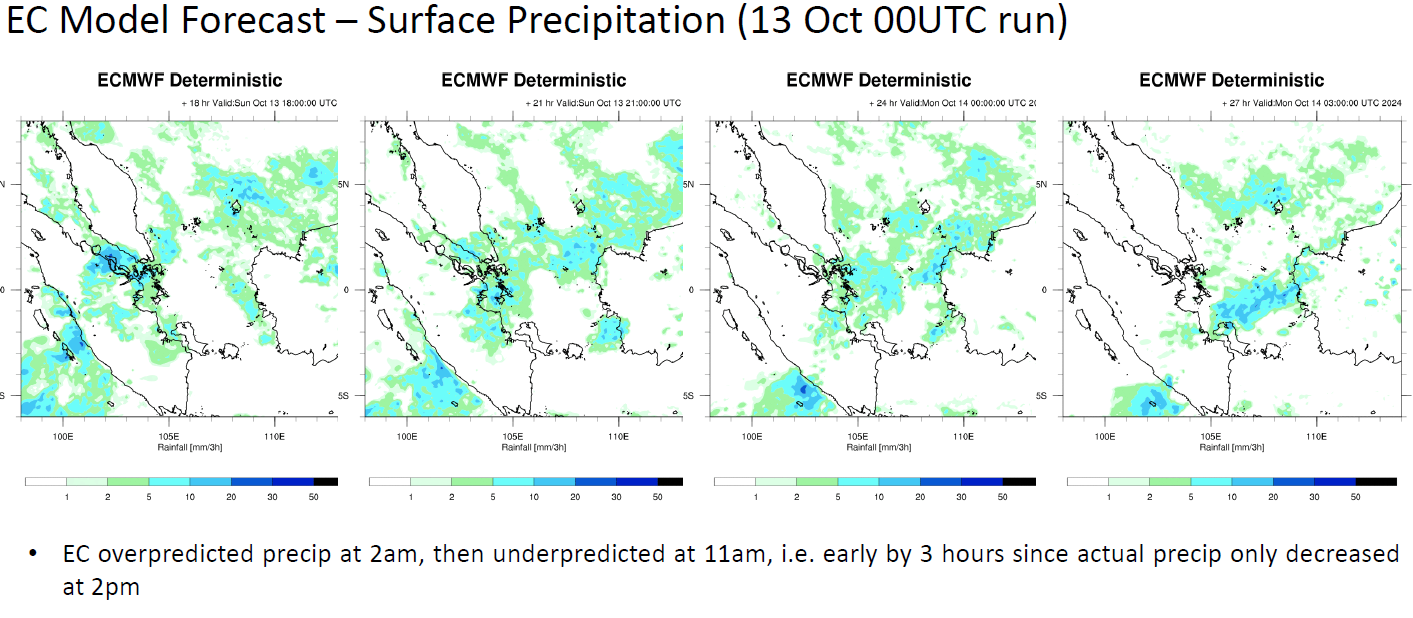 EC Model Forecast – Surface Precipitation (13 Oct 00UTC run)
ECMWF Deterministic
+ 18 hr Valid:Sun Oct 13 18:00:00 UTC
N
0
S
100E
105E
110E
Rainfall [mm/3h]
1 2 5 10 20 30 50
ECMWF Deterministic
+ 21 hr Valid:Sun Oct 13 21:00:00 UTC
5N
0
5S
100E
105E
110E
Rainfall [mm/3h]
1 2 5 10 20 30 50
ECMWF Deterministic
+ 24 hr Valid:Mon Oct 14 00:00:00 UTC 20
5N
0
5S
100E
105E
110E
Rainfall [mm/3h]
1 2 5 10 20 30 50
ECMWF Deterministic
+ 27 hr Valid:Mon Oct 14 03:00:00 UTC 2024
5N
0
5S
100E
105E
110E
Rainfall [mm/3h]
1 2 5 10 20 30 50
• EC overpredicted precip at 2am, then underpredicted at 11am, i.e. early by 3 hours since actual precip only decreased
at 2pm